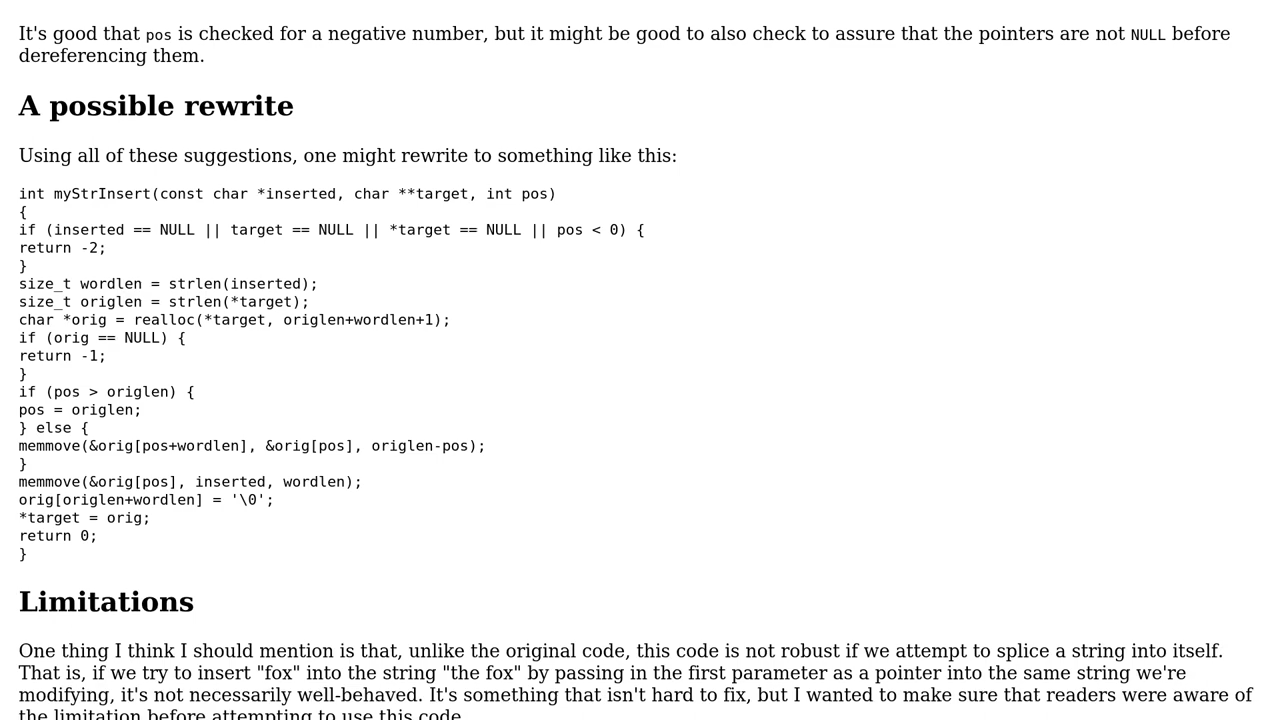 It's good that pos is checked for a negative number, but it might be good to also check to assure that the pointers are not NULL before
dereferencing them.
A possible rewrite
Using all of these suggestions, one might rewrite to something like this:
int myStrInsert(const char *inserted, char **target, int pos)
{
if (inserted == NULL || target == NULL || *target == NULL || pos < 0) {
return -2;
}
size_t wordlen = strlen(inserted);
size_t origlen = strlen(*target);
char *orig = realloc(*target, origlen+wordlen+1);
if (orig == NULL) {
return -1;
}
if (pos > origlen) {
pos = origlen;
} else {
memmove(&orig[pos+wordlen], &orig[pos], origlen-pos);
}
memmove(&orig[pos], inserted, wordlen);
orig[origlen+wordlen] = '\0';
*target = orig;
return 0;
}
Limitations
One thing I think I should mention is that, unlike the original code, this code is not robust if we attempt to splice a string into itself.
That is, if we try to insert "fox" into the string "the fox" by passing in the first parameter as a pointer into the same string we're
modifying, it's not necessarily well-behaved. It's something that isn't hard to fix, but I wanted to make sure that readers were aware of
the limitation before attempting to use this code.